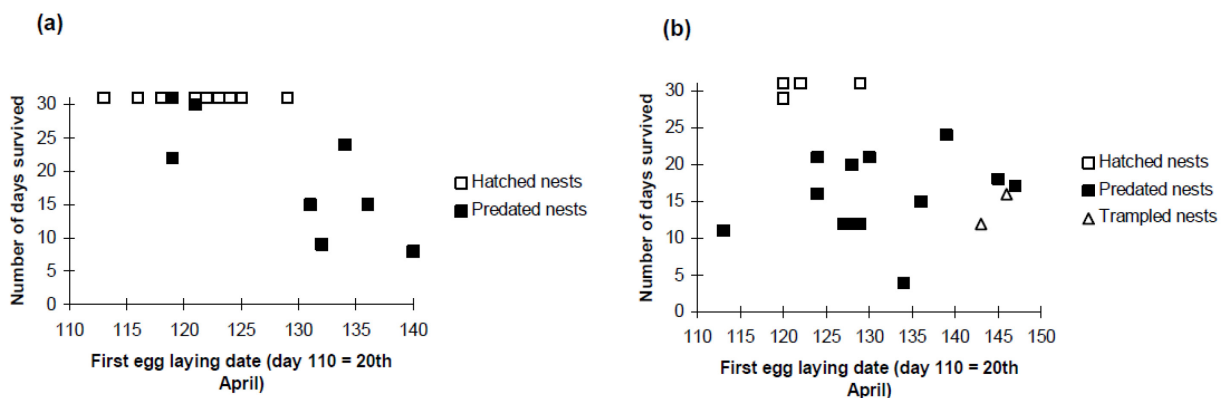 (a)
Number of days survived
30
25
20
15
10
5
0
110 115 120 125 130 135 140
First egg laying date (day 110 = 20th
April)
Hatched nests
Predated nests
(b)
Number of days survived
30
25
20
15
10
5
0
110 115 120 125 130 135 140 145 150
First egg laying date (day 110 = 20th
April)
Hatched nests
Predated nests
Trampled nests